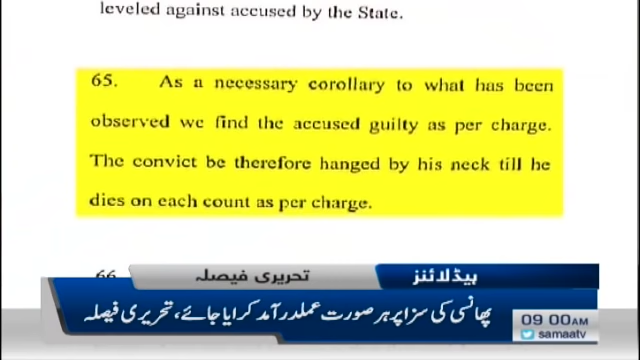 leveled against accused by the State.
65. As a necessary corollary to what has been
observed we find the accused guilty as per charge.
The convict be therefore hanged by his neck till he
dies on each count as per charge.
66
تحریری فیصلہ
ہیڈلائنز
پھانسی کی سزا پر ہر صورت عملدرآمد کرایا جائے، تحریری فیصلہ
09:00AM
samaatv